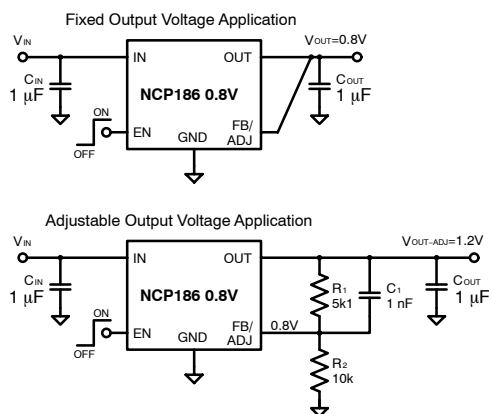 Fixed Output Voltage Application
VIN
IN
OUT
VOUT=0.8V
CIN
1 μF
NCP186 0.8V
COUT
1 μF
ON
OFF
EN
GND
FB/
ADJ
Adjustable Output Voltage Application
VIN
IN
OUT
VOUT-ADJ=1.2V
CIN
1 μF
NCP186 0.8V
R1
5k1
C1
1 nF
COUT
1 μF
ON
OFF
EN
GND
FB/
ADJ
0.8V
R2
10k